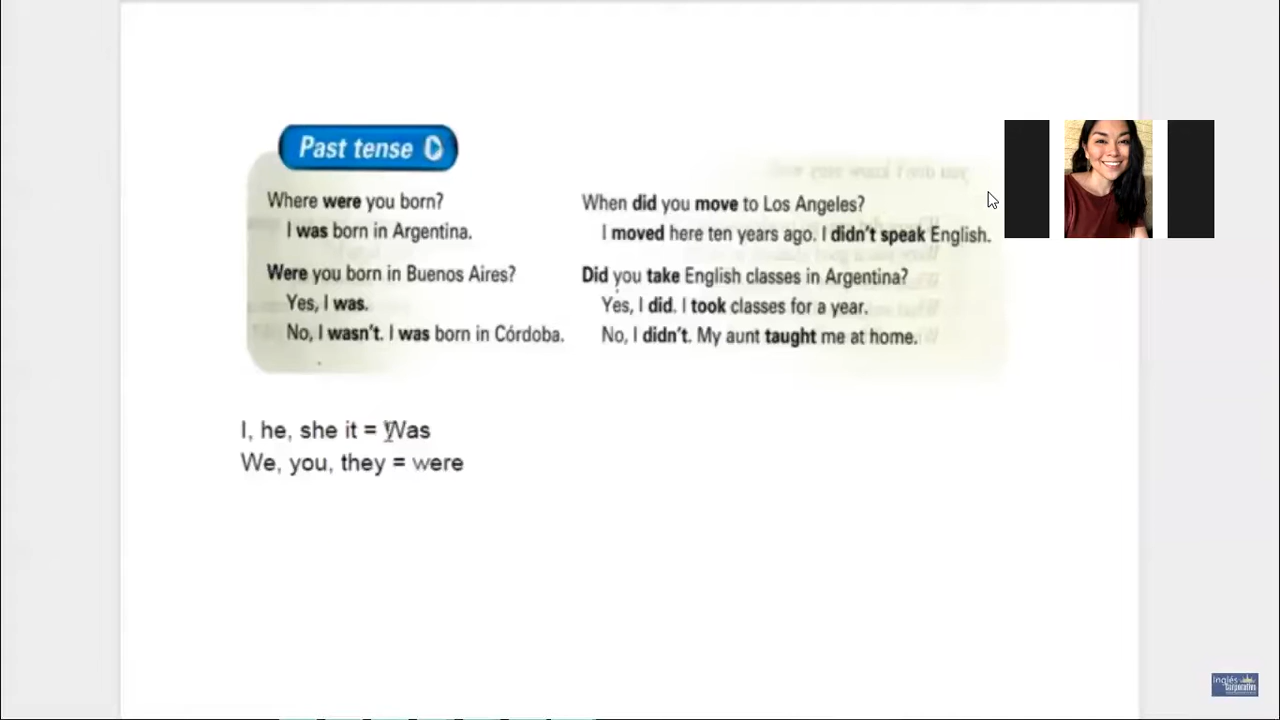 Past tense
Where were you born?
I was born in Argentina.
Were you born in Buenos Aires?
Yes, I was.
No, I wasn't. I was born in Córdoba.
When did you move to Los Angeles?
I moved here ten years ago. I didn't speak English.
Did you take English classes in Argentina?
Yes, I did. I took classes for a year.
No, I didn't. My aunt taught me at home.
I, he, she it = Was
We, you, they = were
Inglés
Corporativo